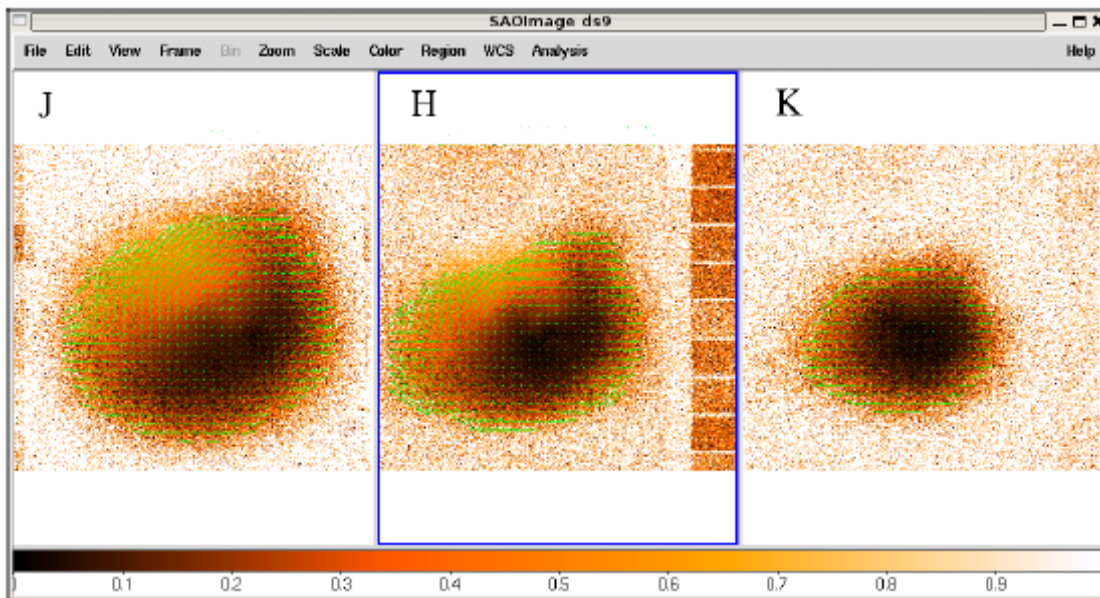 SAOImage ds9
File Edit View Frame Bin Zoom Scale Color Region WCS Analysis Help
J H K
0.1 0.2 0.3 0.4 0.5 0.6 0.7 0.8 0.9